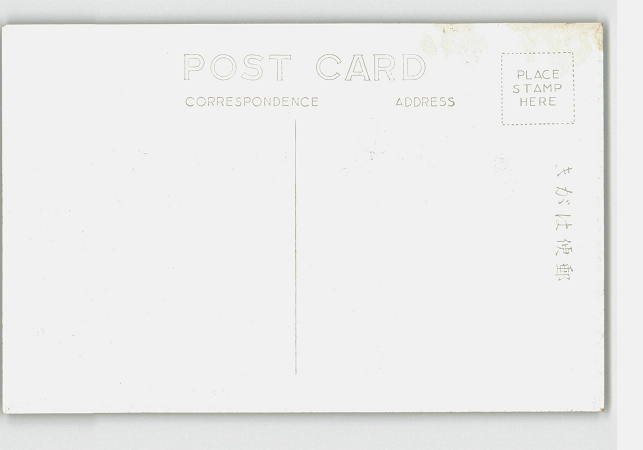 POST CARD
CORRESPONDENCE
ADDRESS
PLACE
STAMP
HERE
きがは便郵